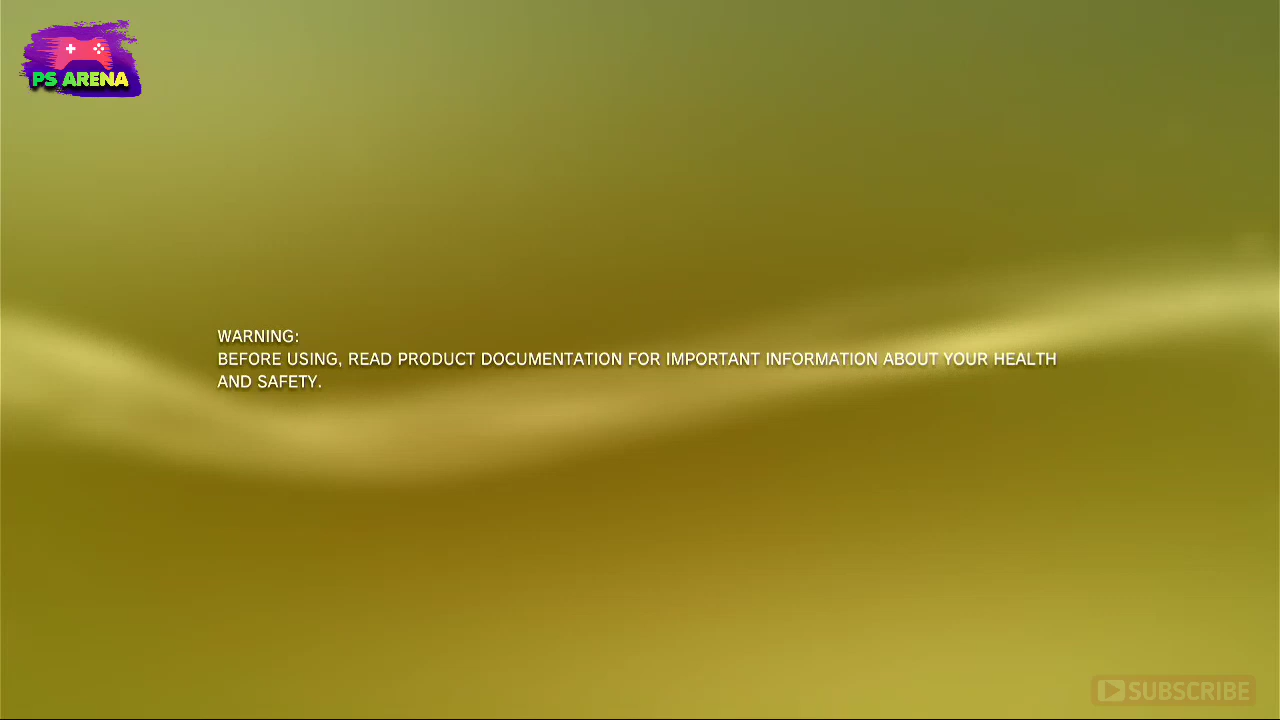 PS ARENA
WARNING:
BEFORE USING, READ PRODUCT DOCUMENTATION FOR IMPORTANT INFORMATION ABOUT YOUR HEALTH
AND SAFETY.
SUBSCRIBE